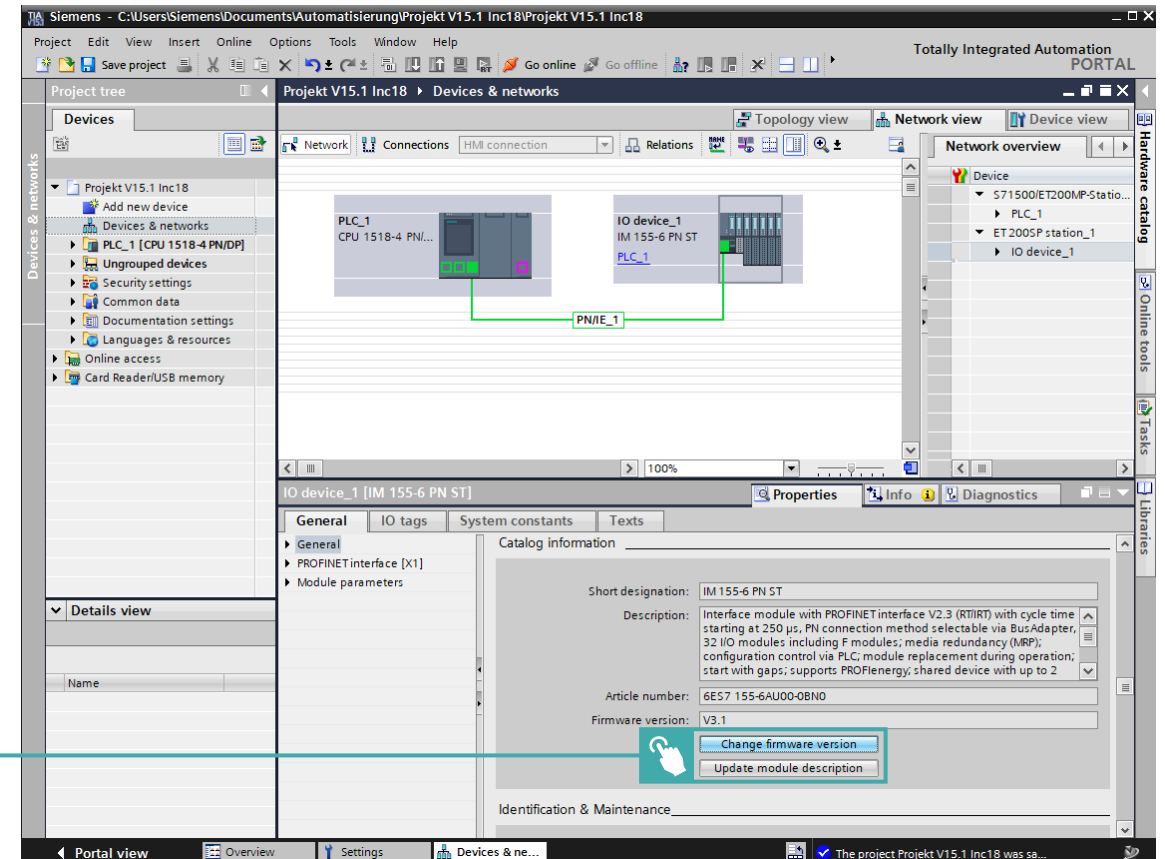 Siemens - C:\Users\Siemens\Documents\Automatisierung\Projekt V15.1 Inc18\Projekt V15.1 Inc18
Project Edit View Insert Online Options Tools Window Help
Totally Integrated Automation
PORTAL
Save project
Go online
Go offline
Project tree
Projekt V15.1 Inc18 Devices & networks
Devices
Topology view
Network view
Device view
Network
Connections
HMI connection
Relations
Network overview
Devices & networks
Projekt V15.1 Inc18
Add new device
Devices & networks
PLC_1 [CPU 1518-4 PN/DP]
Ungrouped devices
Security settings
Common data
Documentation settings
Languages & resources
Online access
Card Reader/USB memory
PLC_1
CPU 1518-4 PN/...
IO device_1
IM 155-6 PN ST
PLC_1
PN/IE_1
Device
S71500/ET200MP-Statio...
PLC_1
ET 200SP station_1
IO device_1
Hardware catalog
Online tools
Tasks
Libraries
100%
IO device_1 [IM 155-6 PN ST]
Properties
Info
Diagnostics
General
IO tags
System constants
Texts
General
PROFINET interface [X1]
Module parameters
Catalog information
Short designation: IM 155-6 PN ST
Description: Interface module with PROFINET interface V2.3 (RT/IRT) with cycle time
starting at 250 µs, PN connection method selectable via BusAdapter,
32 I/O modules including F modules; media redundancy (MRP);
configuration control via PLC; module replacement during operation;
start with gaps; supports PROFIenergy; shared device with up to 2
Article number: 6ES7 155-6AU00-0BN0
Firmware version: V3.1
Change firmware version
Update module description
Identification & Maintenance
Details view
Name
Portal view
Overview
Settings
Devices & ne...
The project Projekt V15.1 Inc18 was sa...